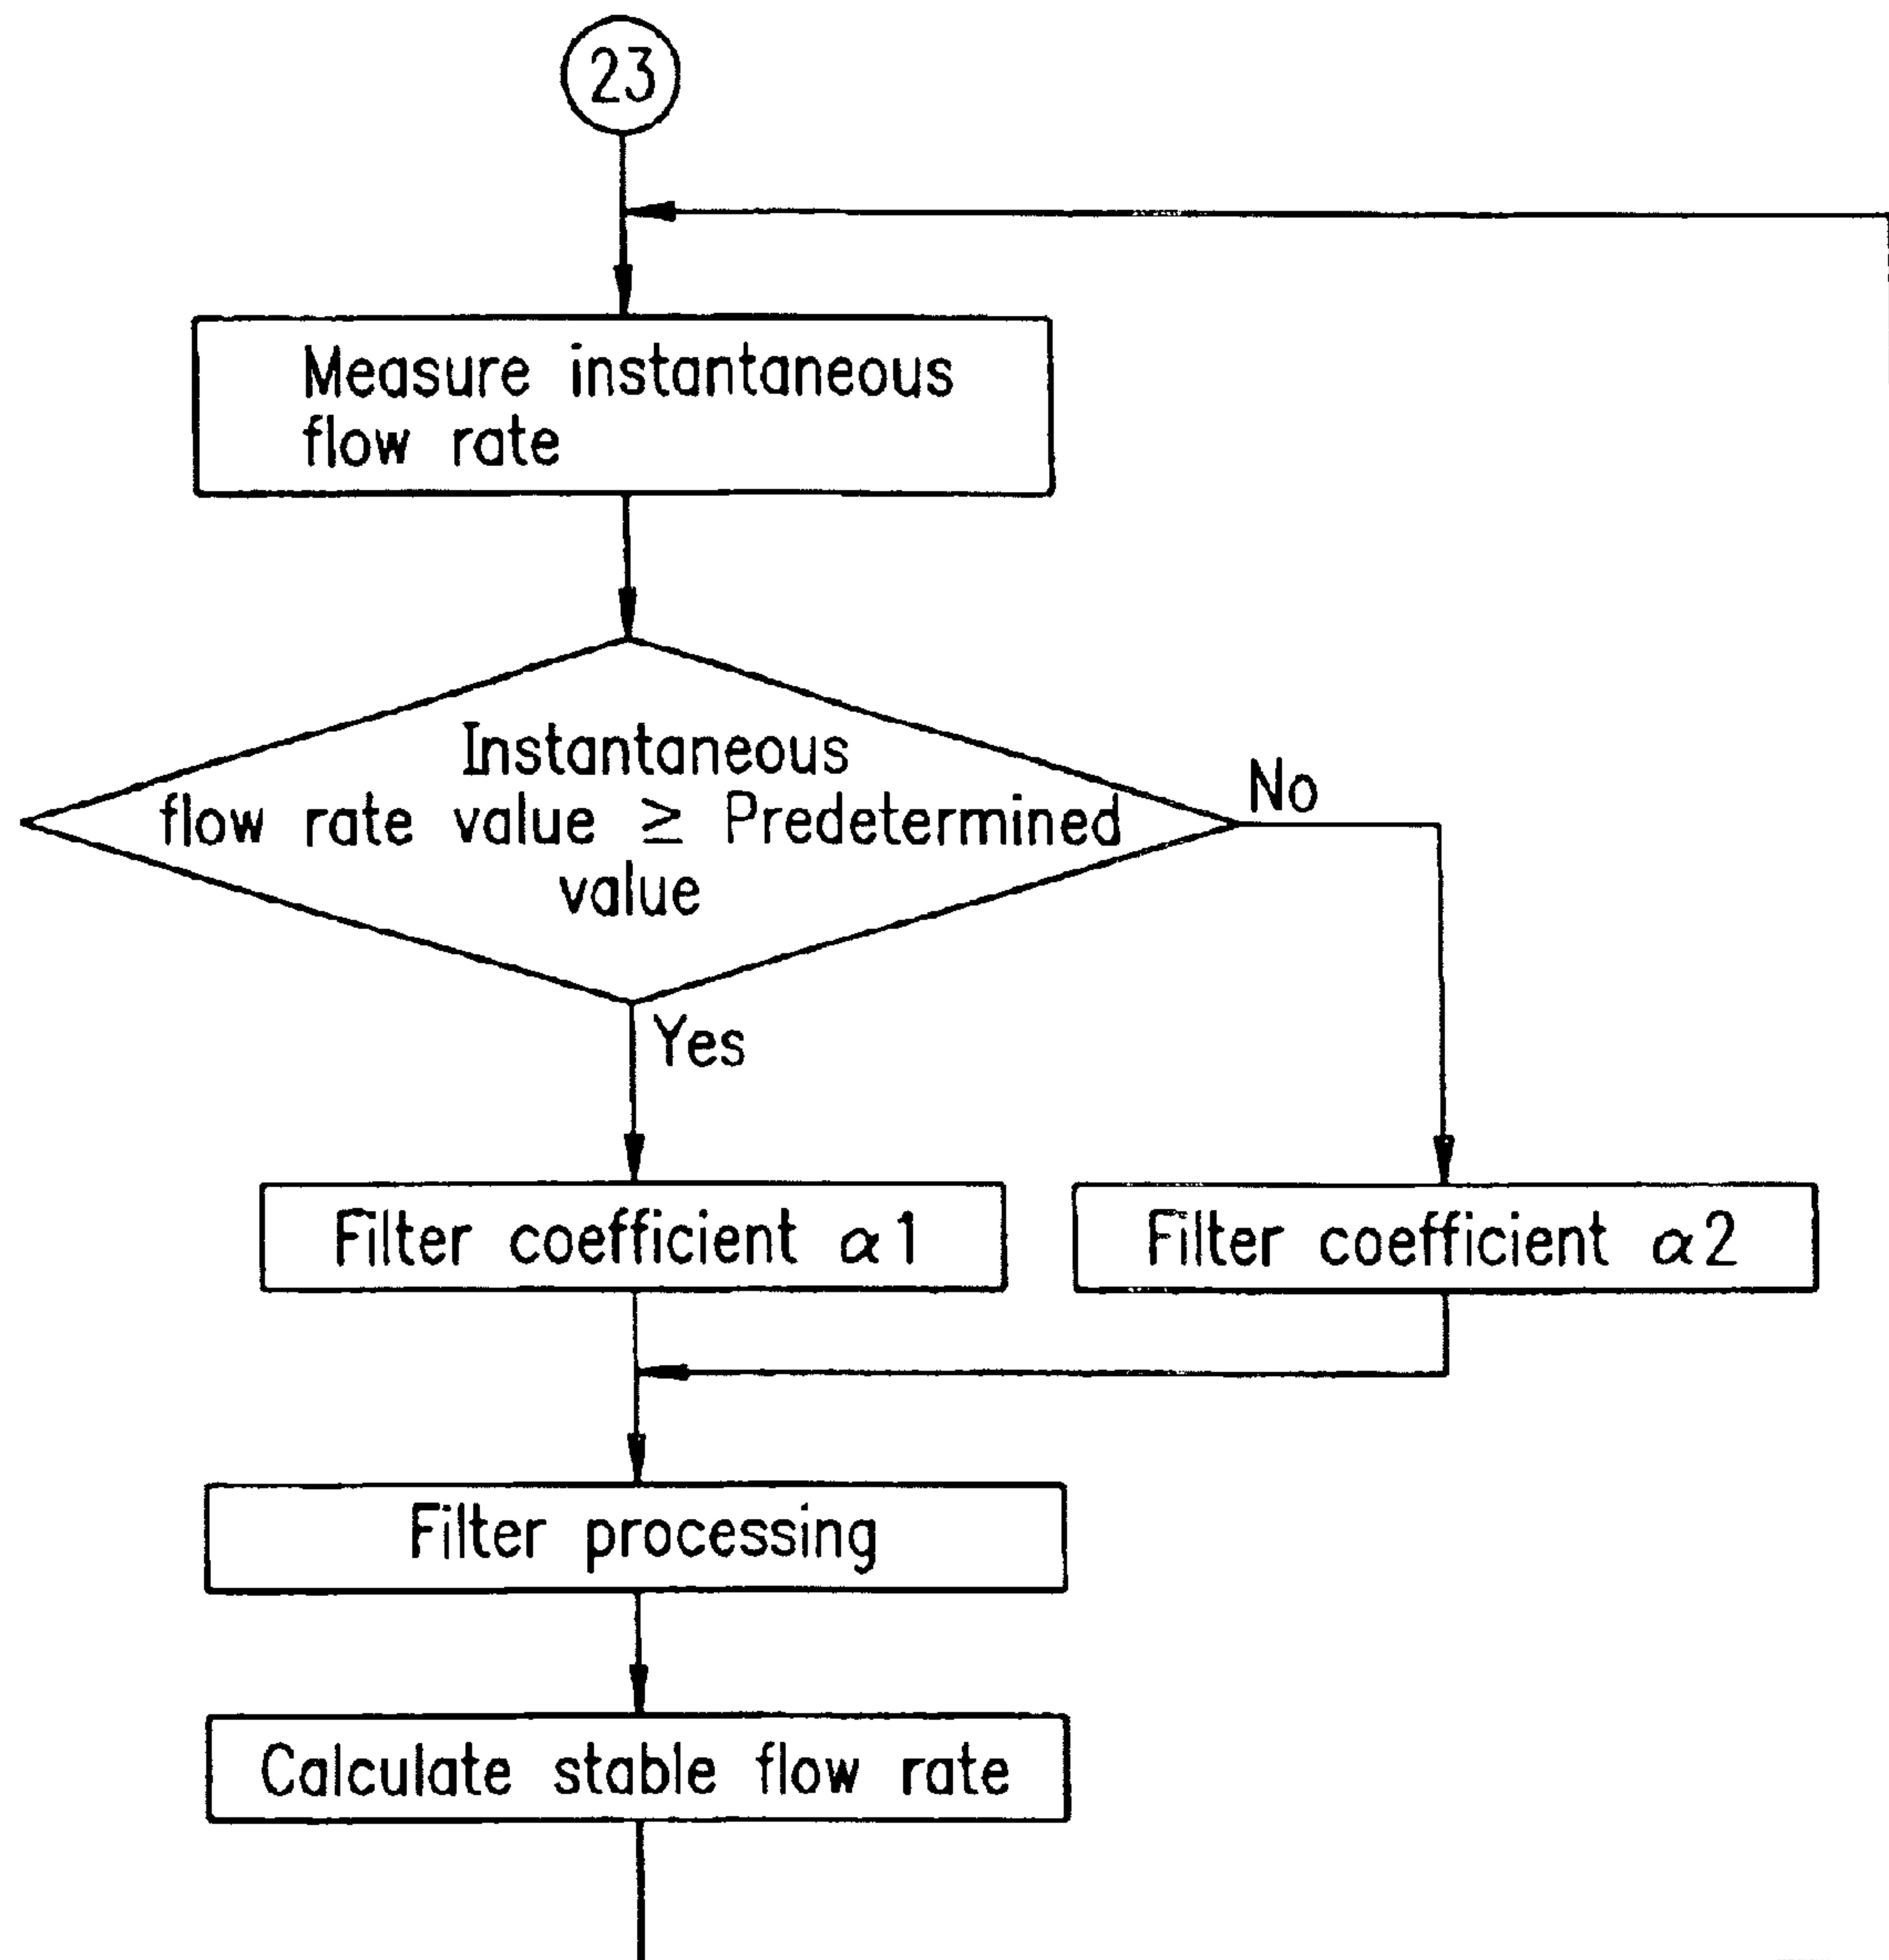 23
Measure instantaneous
flow rate
Instantaneous
flow rate value ≧ Predetermined
value
No
Yes
Filter coefficient α1
Filter coefficient α2
Filter processing
Calculate stable flow rate